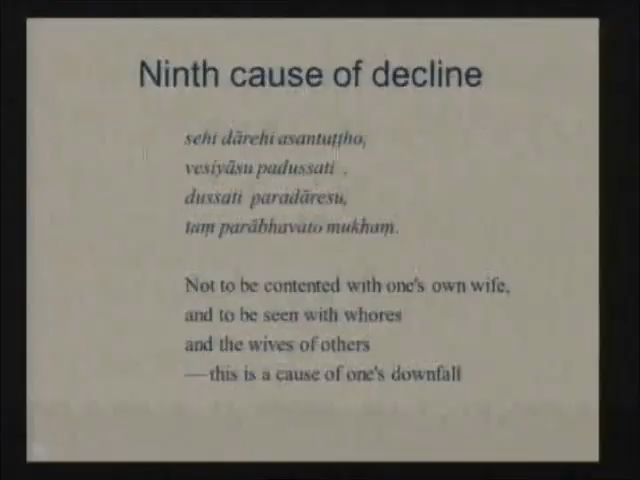 Ninth cause of decline
sehi dārehi asantuṭṭho,
vesiyāsu padussati .
dussati paradāresu,
taṃ parābhavato mukhaṃ.
Not to be contented with one's own wife,
and to be seen with whores
and the wives of others
—this is a cause of one's downfall